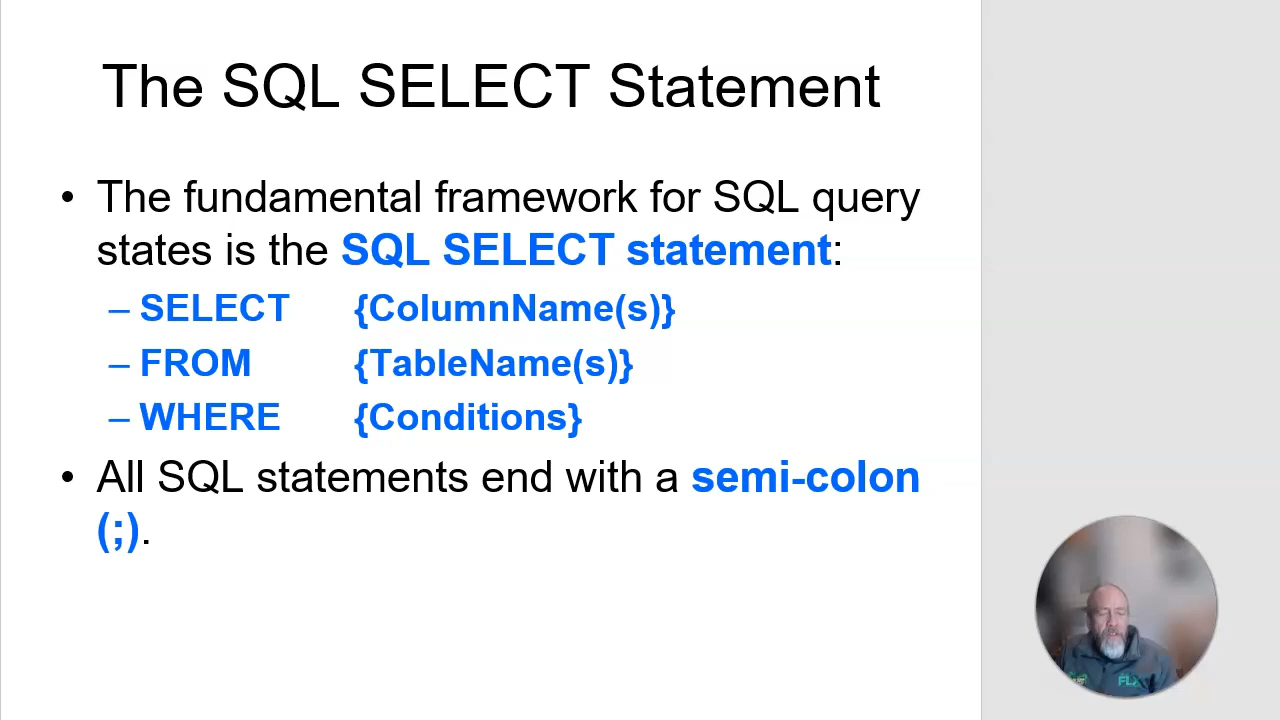 The SQL SELECT Statement
• The fundamental framework for SQL query
states is the SQL SELECT statement:
– SELECT {ColumnName(s)}
– FROM {TableName(s)}
– WHERE {Conditions}
• All SQL statements end with a semi-colon
(;).